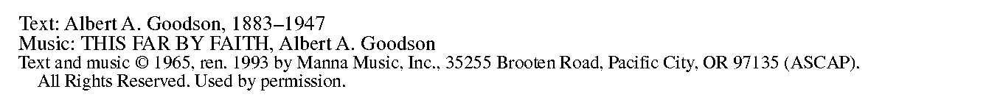 Text: Albert A. Goodson, 1883–1947
Music: THIS FAR BY FAITH, Albert A. Goodson
Text and music © 1965, ren. 1993 by Manna Music, Inc., 35255 Brooten Road, Pacific City, OR 97135 (ASCAP).
All Rights Reserved. Used by permission.